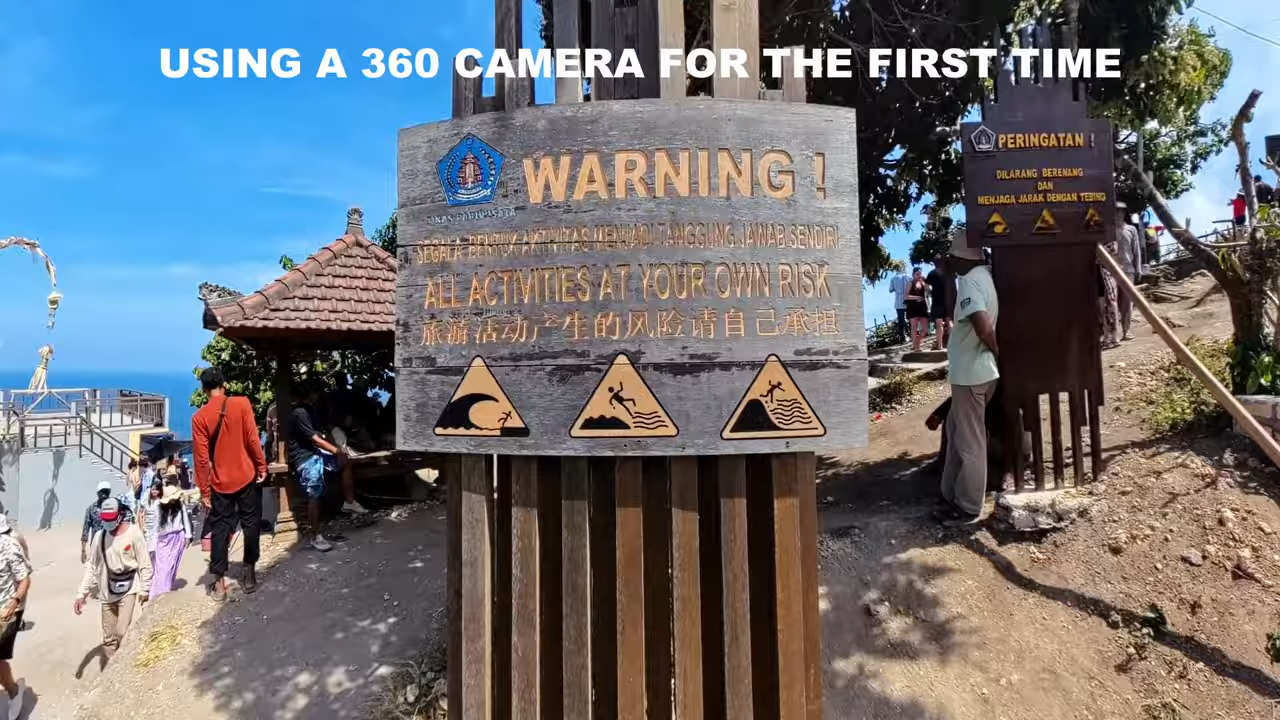 USING A 360 CAMERA FOR THE FIRST TIME
WARNING !
DINAS PARIWISATA
SEGALA BENTUK AKTIVITAS MENJADI TANGGUNG JAWAB SENDIRI
ALL ACTIVITIES AT YOUR OWN RISK
旅游活动产生的风险请自己承担
PERINGATAN !
DILARANG BERENANG
DAN
MENJAGA JARAK DENGAN TEBING